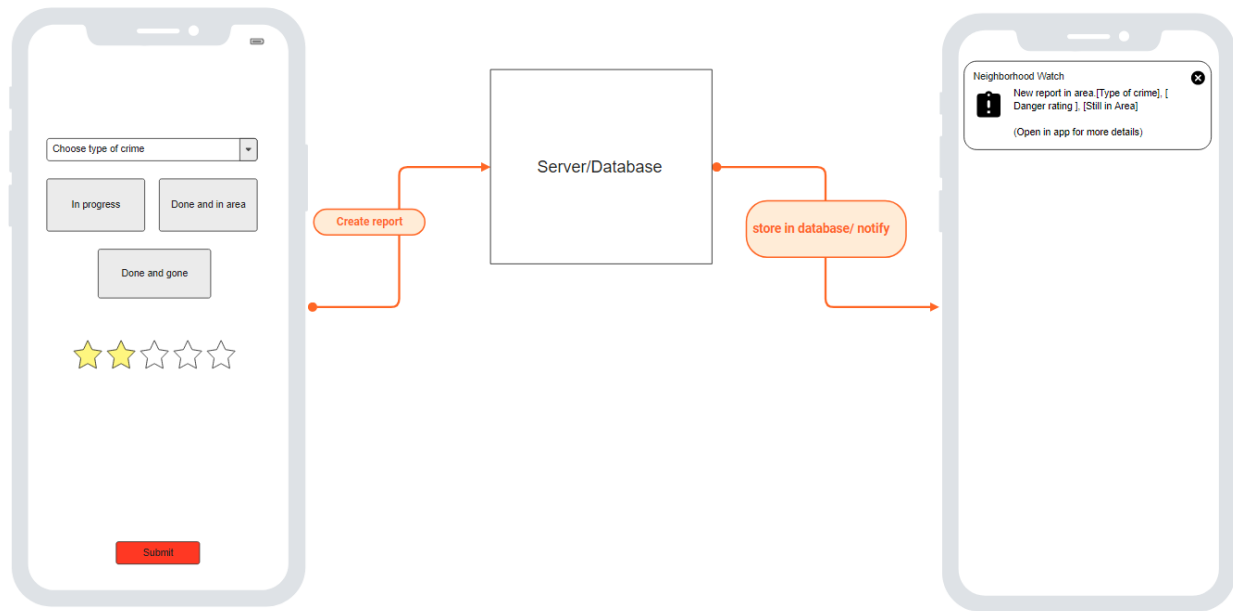 Choose type of crime
In progress
Done and in area
Done and gone
Submit
Create report
Server/Database
store in database/ notify
Neighborhood Watch
New report in area [Type of crime], [
Danger rating ], [Still in Area]
(Open in app for more details)